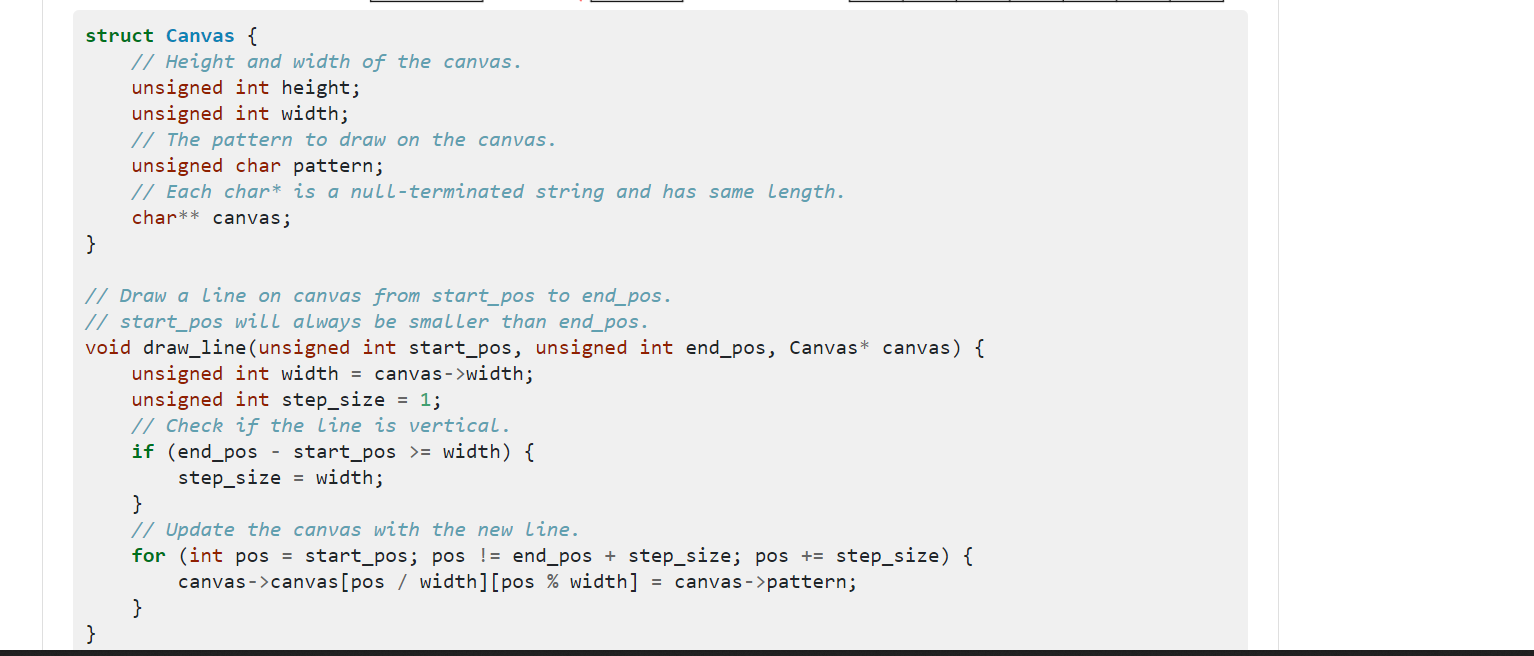 struct Canvas {
    // Height and width of the canvas.
    unsigned int height;
    unsigned int width;
    // The pattern to draw on the canvas.
    unsigned char pattern;
    // Each char* is a null-terminated string and has same length.
    char** canvas;
}

// Draw a line on canvas from start_pos to end_pos.
// start_pos will always be smaller than end_pos.
void draw_line(unsigned int start_pos, unsigned int end_pos, Canvas* canvas) {
    unsigned int width = canvas->width;
    unsigned int step_size = 1;
    // Check if the line is vertical.
    if (end_pos - start_pos >= width) {
        step_size = width;
    }
    // Update the canvas with the new line.
    for (int pos = start_pos; pos != end_pos + step_size; pos += step_size) {
        canvas->canvas[pos / width][pos % width] = canvas->pattern;
    }
}